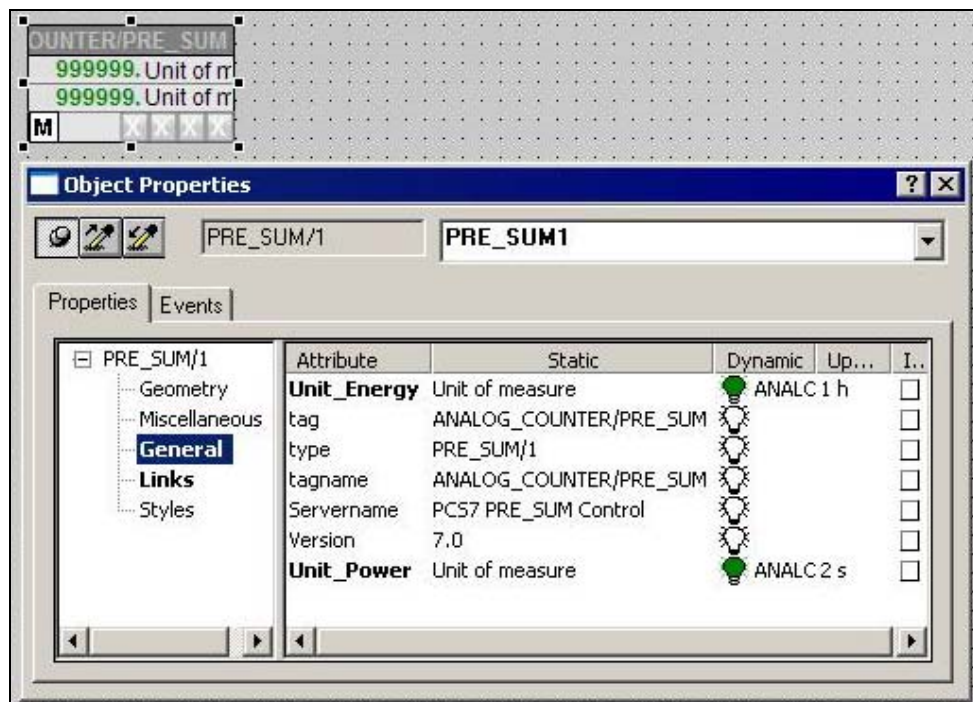 OUNTER/PRE_SUM
999999. Unit of m
999999. Unit of m
M X X X X
Object Properties
PRE_SUM/1 PRE_SUM1
Properties Events
PRE_SUM/1
Geometry
Miscellaneous
General
Links
Styles
Attribute Static Dynamic Up... I..
Unit_Energy Unit of measure ANALC 1 h
tag ANALOG_COUNTER/PRE_SUM
type PRE_SUM/1
tagname ANALOG_COUNTER/PRE_SUM
Servername PCS7 PRE_SUM Control
Version 7.0
Unit_Power Unit of measure ANALC 2 s